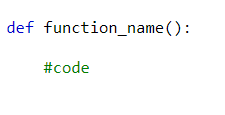 def function_name():
    #code